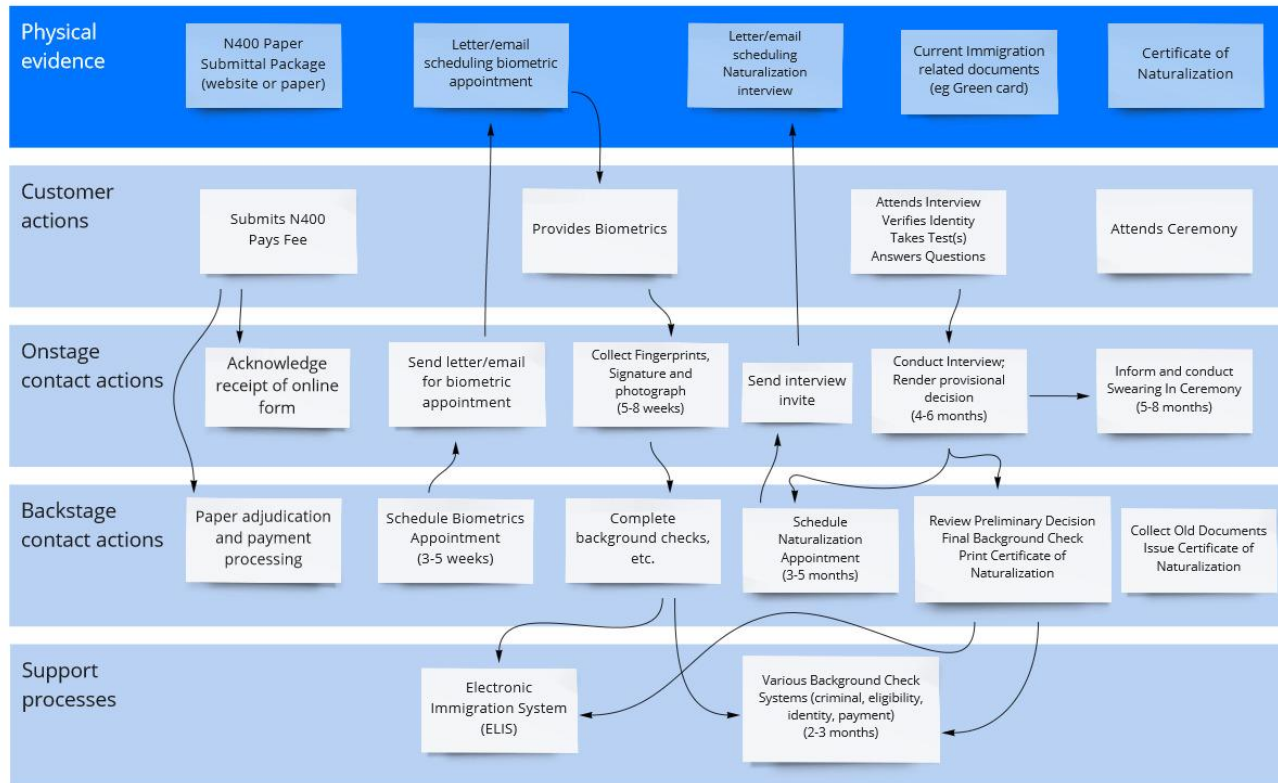 Physical
evidence
N400 Paper
Submittal Package
(website or paper)
Letter/email
scheduling biometric
appointment
Letter/email
scheduling
Naturalization
interview
Current Immigration
related documents
(eg Green card)
Certificate of
Naturalization
Customer
actions
Submits N400
Pays Fee
Provides Biometrics
Attends Interview
Verifies Identity
Takes Test(s)
Answers Questions
Attends Ceremony
Onstage
contact actions
Acknowledge
receipt of online
form
Send letter/email
for biometric
appointment
Collect Fingerprints,
Signature and
photograph
(5-8 weeks)
Send interview
invite
Conduct Interview;
Render provisional
decision
(4-6 months)
Inform and conduct
Swearing In Ceremony
(5-8 months)
Backstage
contact actions
Paper adjudication
and payment
processing
Schedule Biometrics
Appointment
(3-5 weeks)
Complete
background checks,
etc.
Schedule
Naturalization
Appointment
(3-5 months)
Review Preliminary Decision
Final Background Check
Print Certificate of
Naturalization
Collect Old Documents
Issue Certificate of
Naturalization
Support
processes
Electronic
Immigration System
(ELIS)
Various Background Check
Systems (criminal, eligibility,
identity, payment)
(2-3 months)